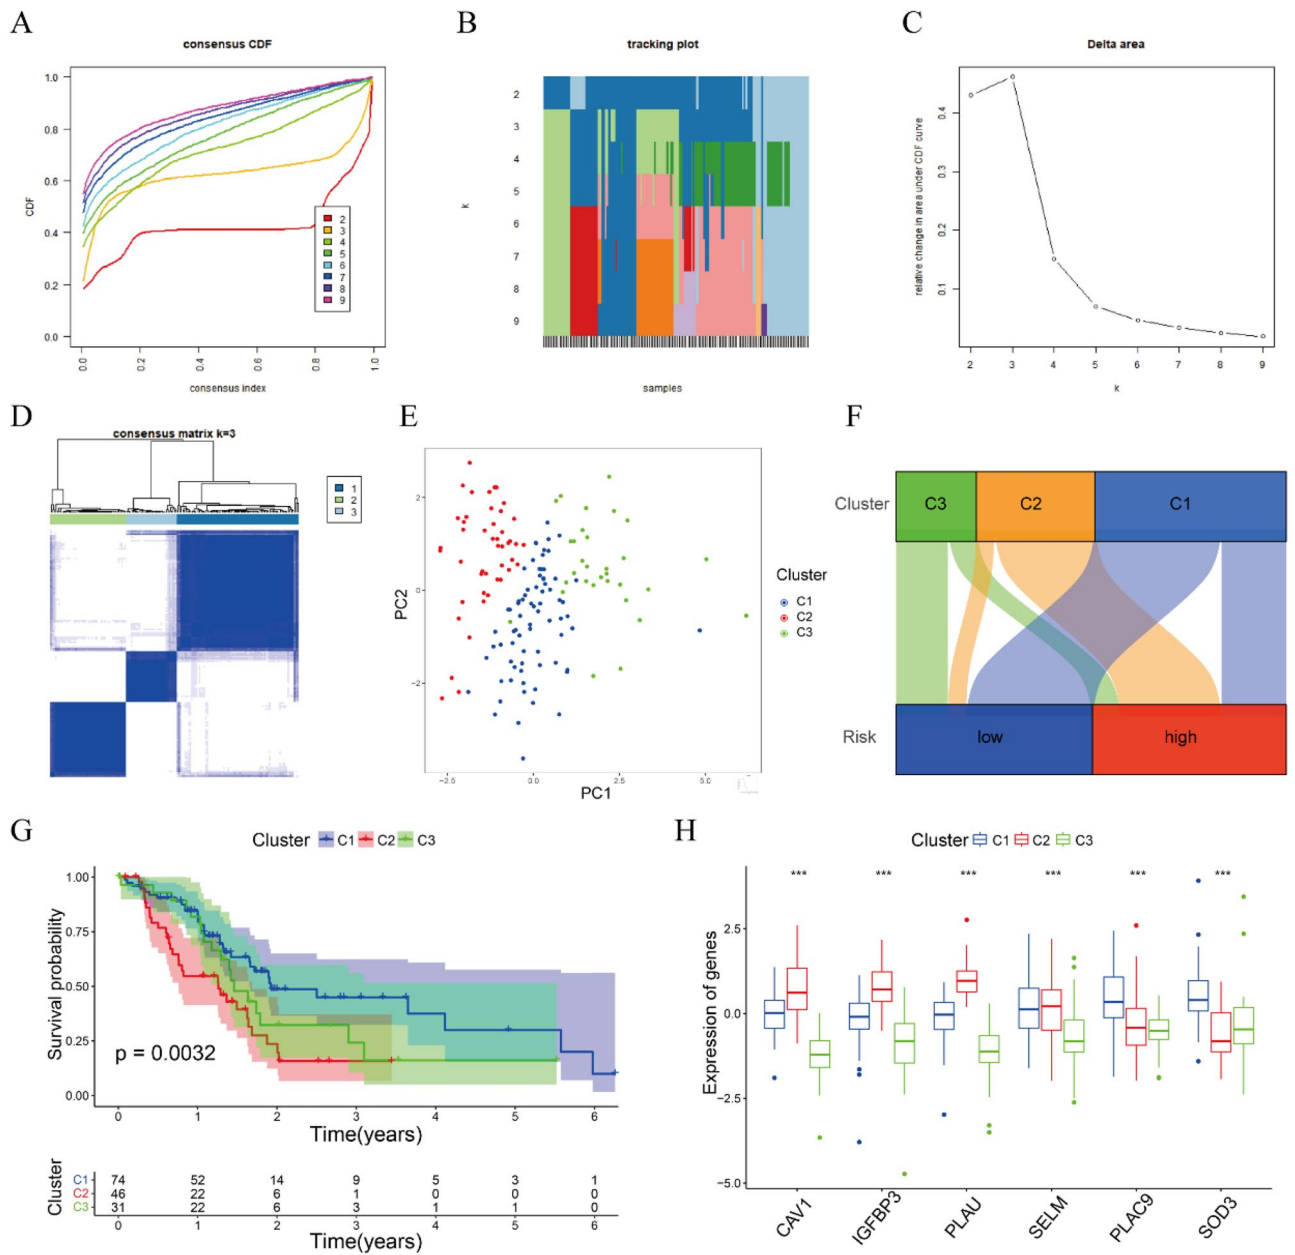 A
consensus CDF
CDF
1.0
0.8
0.6
0.4
0.2
0.0
2
3
4
5
6
7
8
9
0.0 0.2 0.4 0.6 0.8 1.0
consensus index
B
tracking plot
k
2
3
4
5
6
7
8
9
samples
C
Delta area
relative change in area under CDF curve
0.4
0.3
0.2
0.1
2 3 4 5 6 7 8 9
k
D
consensus matrix k=3
1
2
3
E
PC2
2
0
−2
−2.5 0.0 2.5 5.0
PC1
Cluster
C1
C2
C3
F
Cluster C3 C2 C1
Risk low high
G
Cluster C1 C2 C3
Survival probability
1.00
0.75
0.50
0.25
0.00
p = 0.0032
0 1 2 3 4 5 6
Time(years)
Cluster
C1 74 52 14 9 5 3 1
C2 46 22 6 1 0 0 0
C3 31 22 6 3 1 1 0
0 1 2 3 4 5 6
Time(years)
H
Cluster C1 C2 C3
Expression of genes
*** *** *** *** *** ***
2.5
0.0
−2.5
−5.0
CAV1 IGFBP3 PLAU SELM PLAC9 SOD3